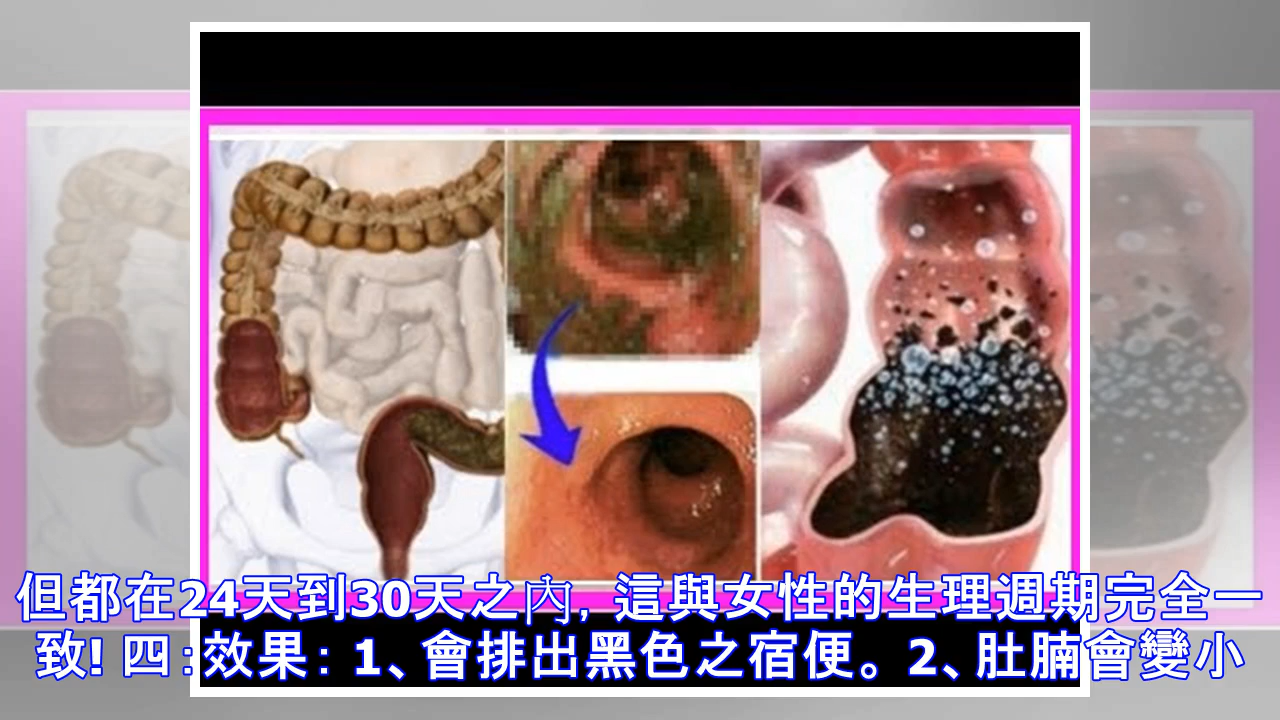 但都在24天到30天之內, 這與女性的生理週期完全一
致! 四:效果: 1、會排出黑色之宿便。2、肚腩會變小